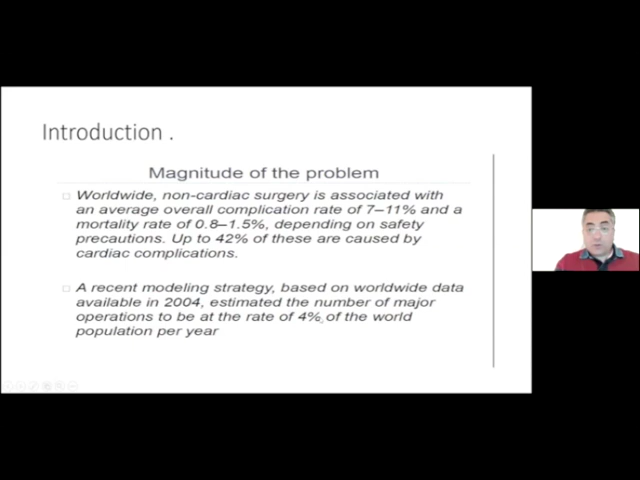 Introduction .
Magnitude of the problem
Worldwide, non-cardiac surgery is associated with
an average overall complication rate of 7–11% and a
mortality rate of 0.8–1.5%, depending on safety
precautions. Up to 42% of these are caused by
cardiac complications.
A recent modeling strategy, based on worldwide data
available in 2004, estimated the number of major
operations to be at the rate of 4% of the world
population per year